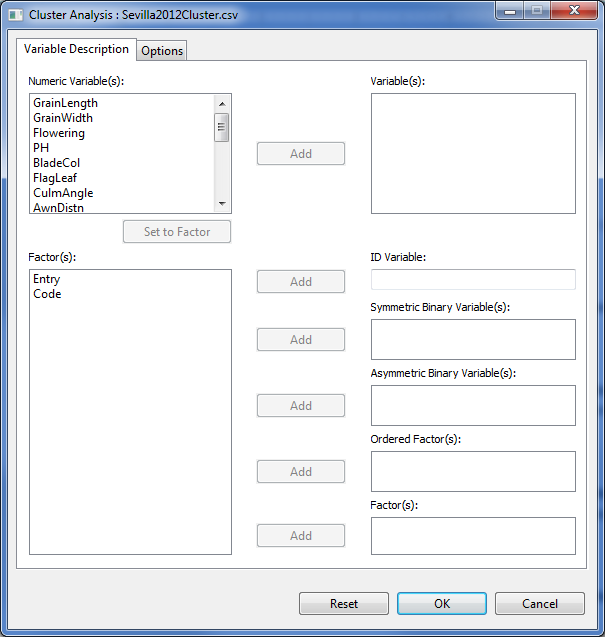 Cluster Analysis : Sevilla2012Cluster.csv
Variable Description
Options
Numeric Variable(s):
GrainLength
GrainWidth
Flowering
PH
BladeCol
FlagLeaf
CulmAngle
AwnDistn
Add
Variable(s):
Set to Factor
Factor(s):
Entry
Code
Add
ID Variable:
Add
Symmetric Binary Variable(s):
Add
Asymmetric Binary Variable(s):
Add
Ordered Factor(s):
Add
Factor(s):
Reset
OK
Cancel